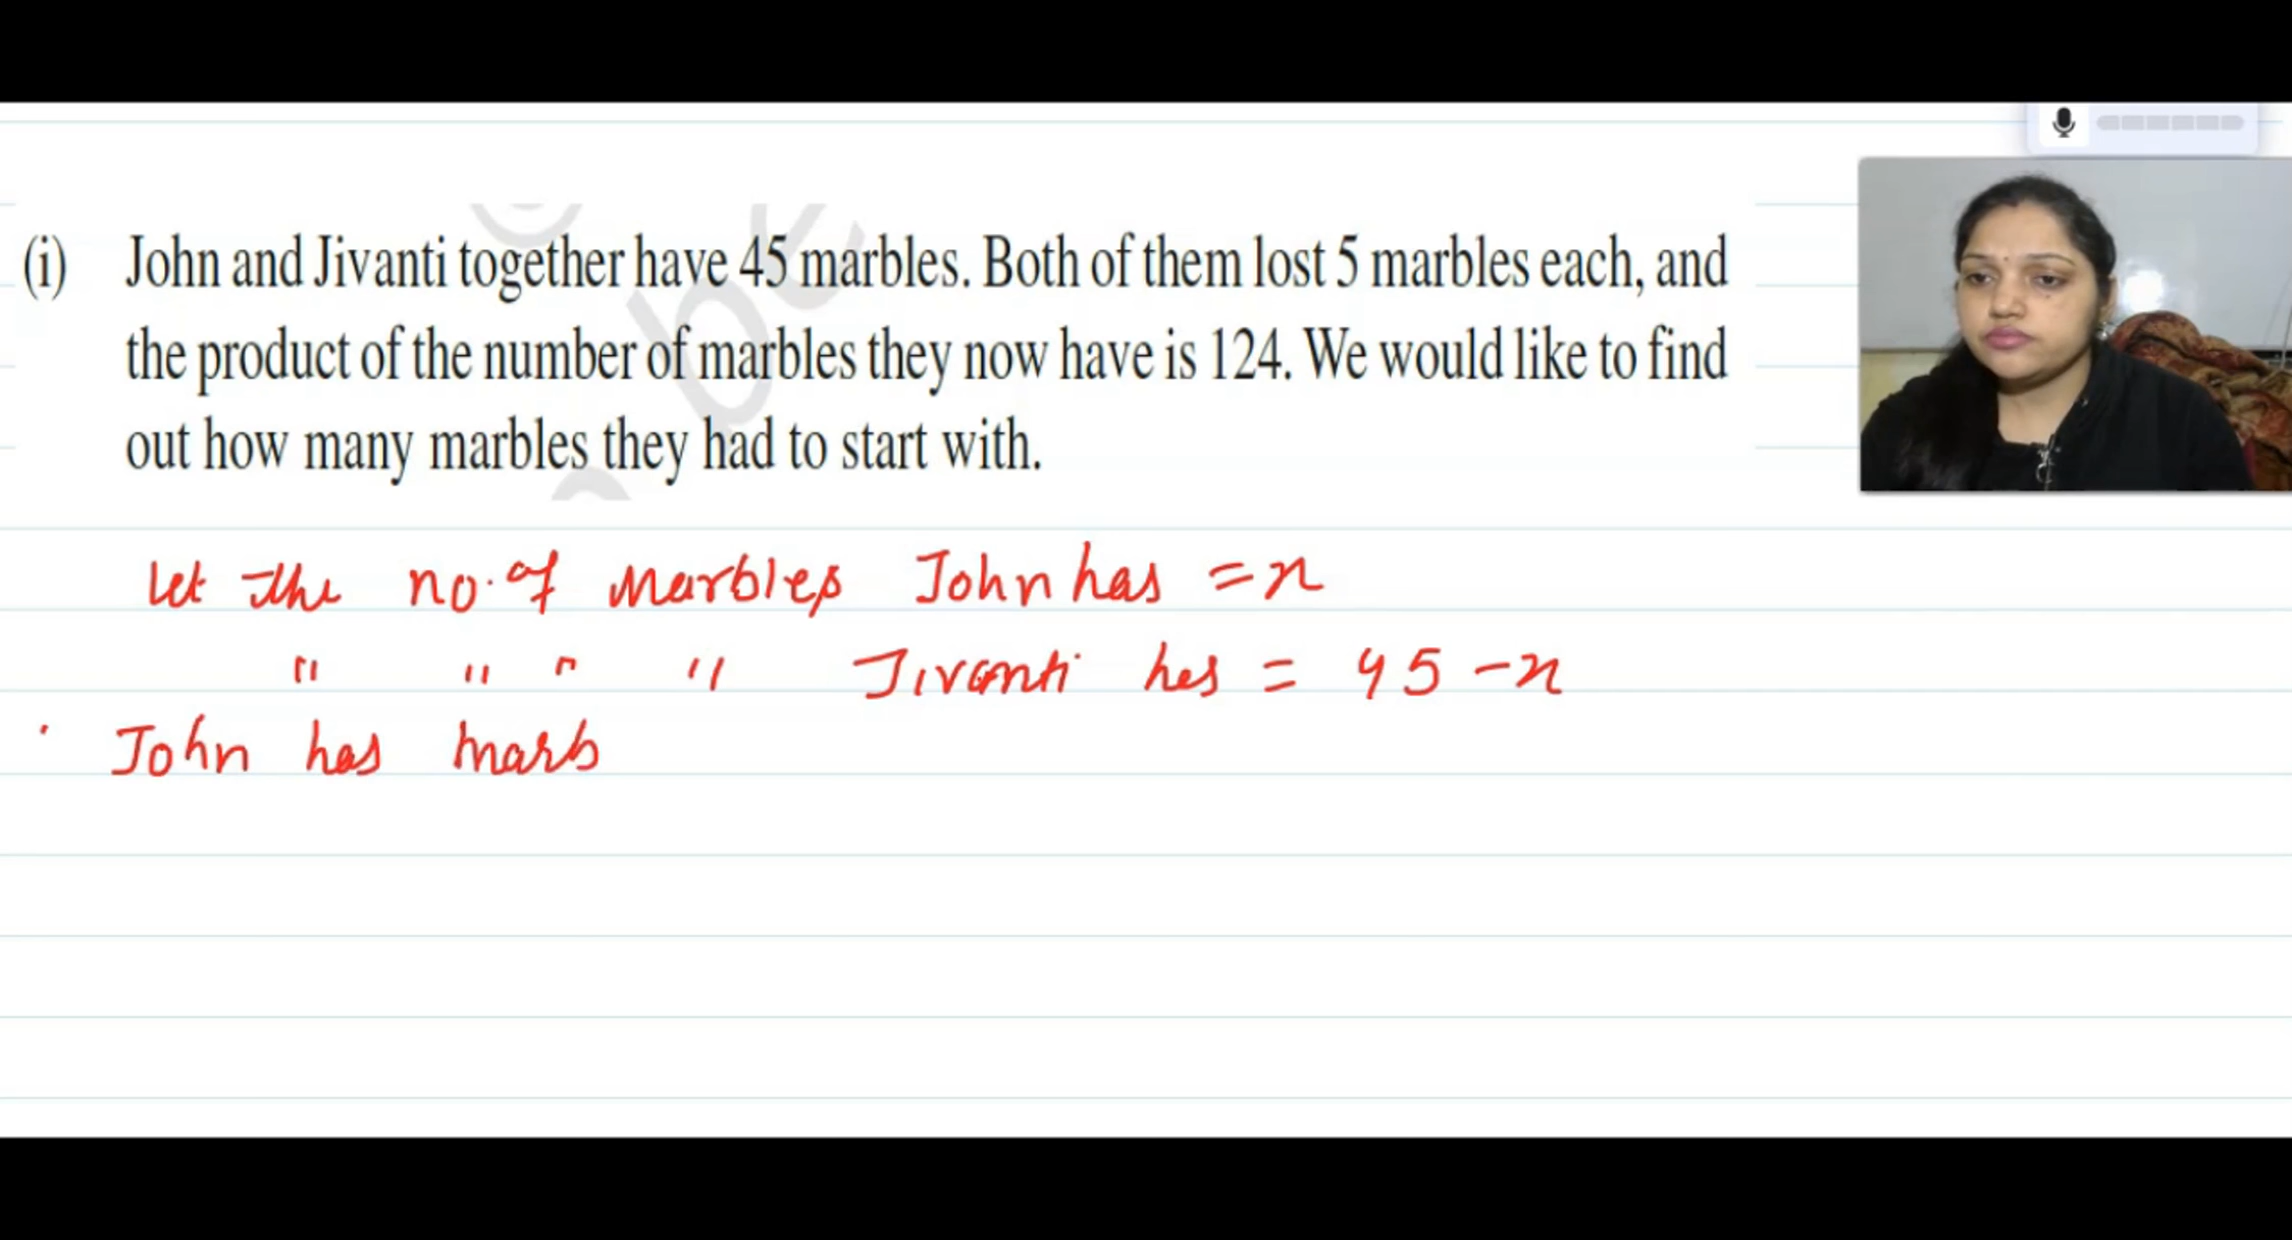 (i) John and Jivanti together have 45 marbles. Both of them lost 5 marbles each, and
the product of the number of marbles they now have is 124. We would like to find
out how many marbles they had to start with.
Let the no. of Marbles John has = x
" " " " Jivanti has = 45 - x
John has marb